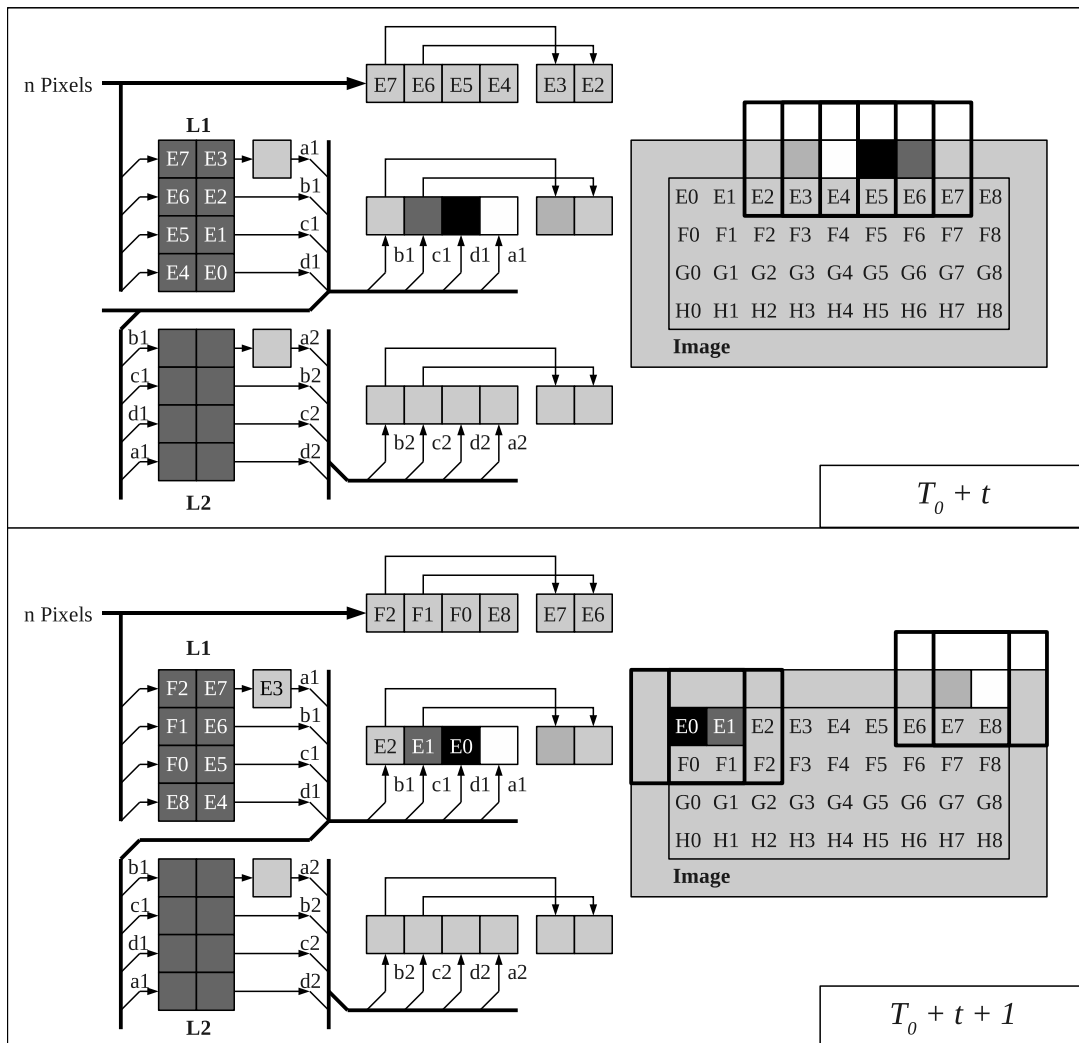 E7 E6 E5 E4 E3 E2
n Pixels
L1
E7 E3 a1
E6 E2 b1
E5 E1 c1
E4 E0 d1
b1 c1 d1 a1
b1 a2
c1 b2
d1 c2
a1 d2
b2 c2 d2 a2
L2
E0 E1 E2 E3 E4 E5 E6 E7 E8
F0 F1 F2 F3 F4 F5 F6 F7 F8
G0 G1 G2 G3 G4 G5 G6 G7 G8
H0 H1 H2 H3 H4 H5 H6 H7 H8
Image
T0 + t
F2 F1 F0 E8 E7 E6
n Pixels
L1
F2 E7 E3 a1
F1 E6 b1
F0 E5 c1
E8 E4 d1
E2 E1 E0
b1 c1 d1 a1
b1 a2
c1 b2
d1 c2
a1 d2
b2 c2 d2 a2
L2
E0 E1 E2 E3 E4 E5 E6 E7 E8
F0 F1 F2 F3 F4 F5 F6 F7 F8
G0 G1 G2 G3 G4 G5 G6 G7 G8
H0 H1 H2 H3 H4 H5 H6 H7 H8
Image
T0 + t + 1